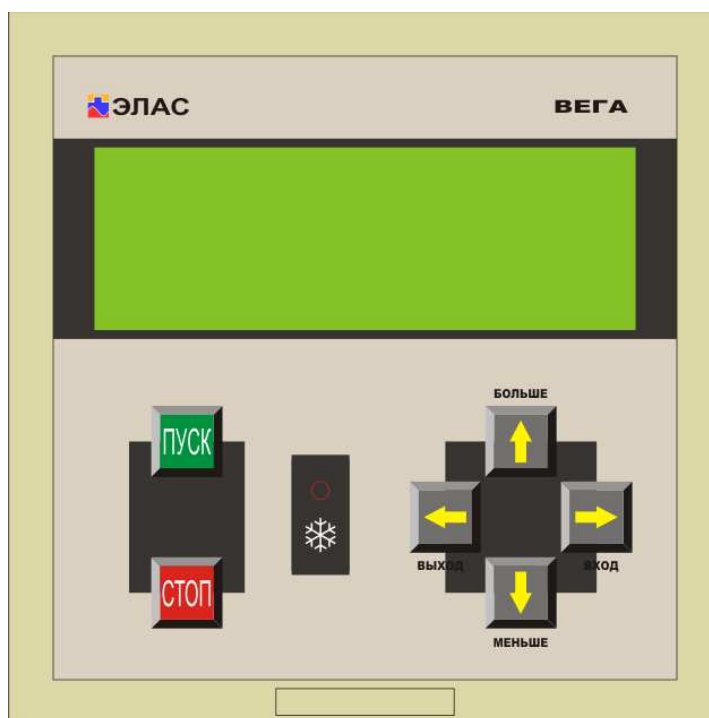 ЭЛАС
ВЕГА
БОЛЬШЕ
ПУСК
ВЫХОД
ВХОД
СТОП
МЕНЬШЕ